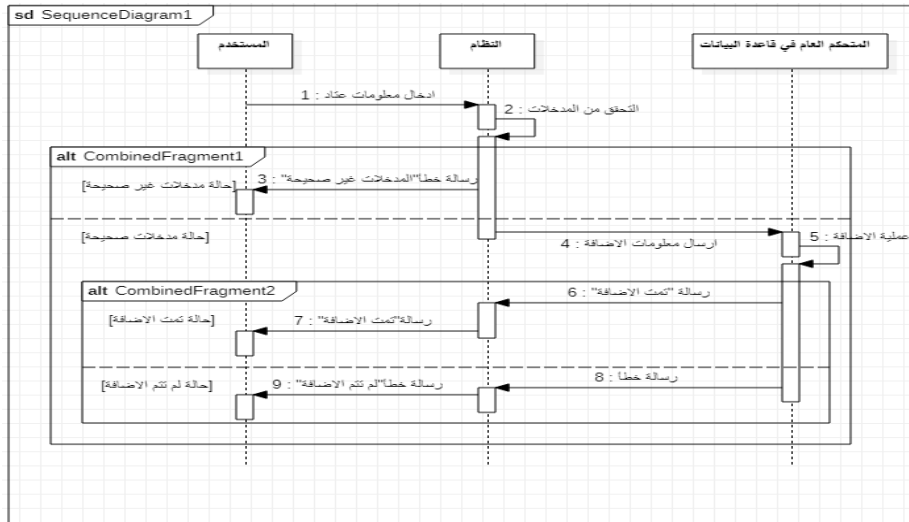 sd SequenceDiagram1
المستخدم
النظام
المتحكم العام في قاعدة البيانات
1 : ادخال معلومات عتاد
2 : التحقق من المدخلات
alt CombinedFragment1
[حالة مدخلات غير صحيحة]
3 : رسالة خطا"المدخلات غير صحيحة"
[حالة مدخلات صحيحة]
4 : ارسال معلومات الاضافة
5 : عملية الاضافة
alt CombinedFragment2
6 : رسالة "تمت الاضافة"
[حالة تمت الاضافة]
7 : رسالة"تمت الاضافة"
[حالة لم تتم الاضافة]
8 : رسالة خطأ
9 : رسالة خطأ"لم تتم الاضافة"